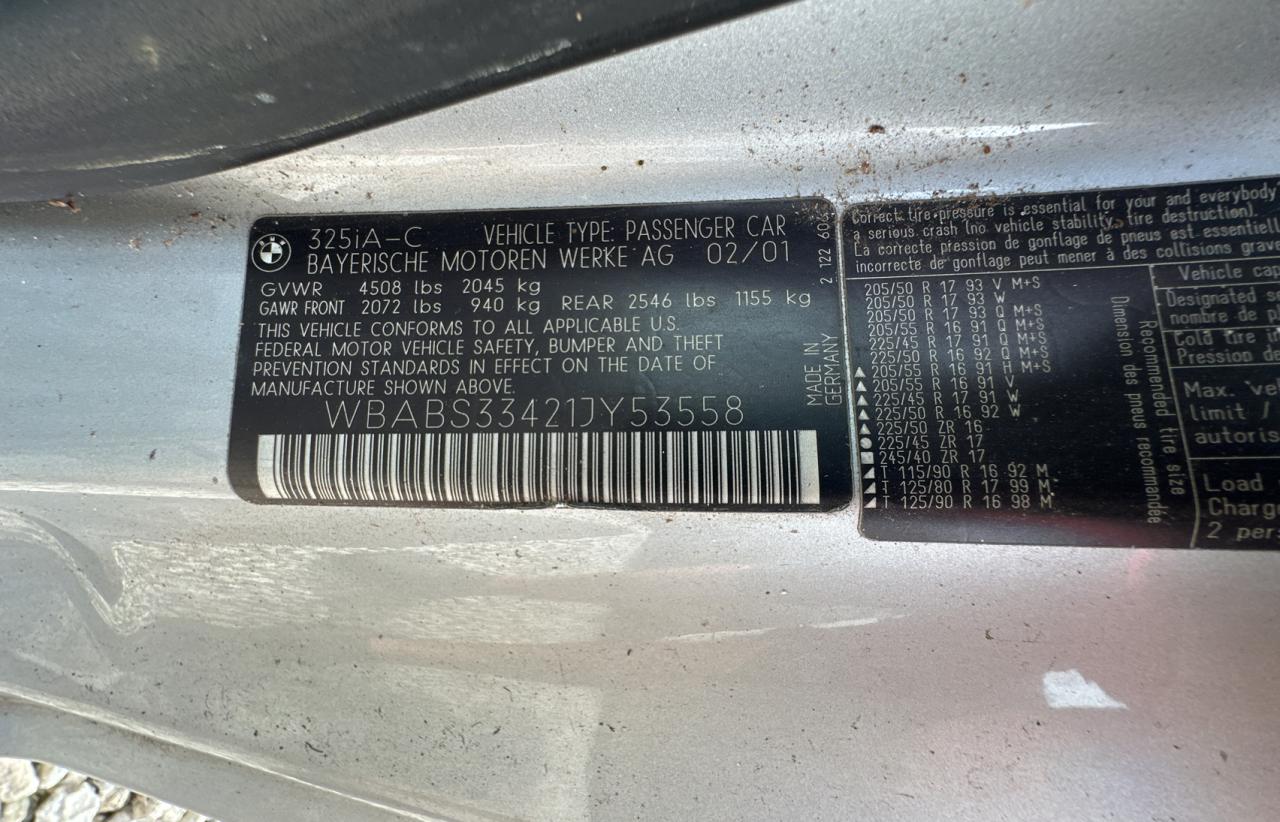 325iA-C VEHICLE TYPE: PASSENGER CAR
BAYERISCHE MOTOREN WERKE AG 02/01
GVWR 4508 lbs 2045 kg
GAWR FRONT 2072 lbs 940 kg REAR 2546 lbs 1155 kg
THIS VEHICLE CONFORMS TO ALL APPLICABLE U.S.
FEDERAL MOTOR VEHICLE SAFETY, BUMPER AND THEFT
PREVENTION STANDARDS IN EFFECT ON THE DATE OF
MANUFACTURE SHOWN ABOVE.
WBABS33421JY53558
MADE IN
GERMANY
2 122
Correct tire pressure is essential for your and everybody
a serious crash (no vehicle stability, tire destruction).
La correcte pression de gonflage de pneus est
incorrecte de gonflage peut mener à des collisions
205/50 R 17 93 V M+S
205/50 R 17 93 W
205/50 R 17 93 Q M+S
205/55 R 16 91 Q M+S
225/45 R 17 91 Q M+S
225/50 R 16 92 Q M+S
205/55 R 16 91 H M+S
205/55 R 16 91 V
225/45 R 17 91 W
225/50 R 16 92 W
225/50 ZR 16
225/45 ZR 17
245/40 ZR 17
T 115/90 R 16 92 M
T 125/80 R 17 99 M
T 125/90 R 16 98 M
Recommended tire size
Dimension des pneus recommandée
Vehicle
Designated
nombre de
Cold tire
Pression
Max.
limit /
Load
2